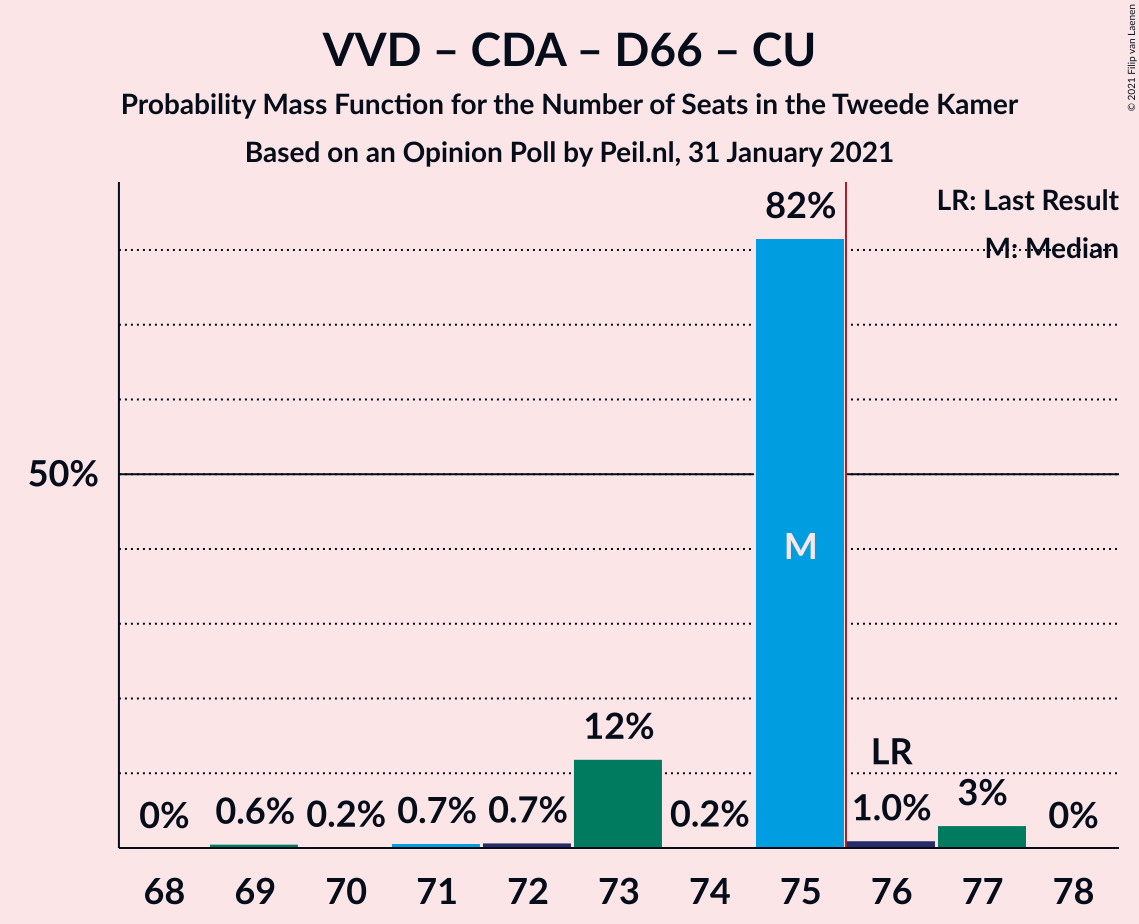 VVD – CDA – D66 – CU
Probability Mass Function for the Number of Seats in the Tweede Kamer
Based on an Opinion Poll by Peil.nl, 31 January 2021
© 2021 Filip van Laenen
LR: Last Result
M: Median
50%
0%
0.6%
0.2%
0.7%
0.7%
12%
0.2%
82%
M
LR
1.0%
3%
0%
68 69 70 71 72 73 74 75 76 77 78